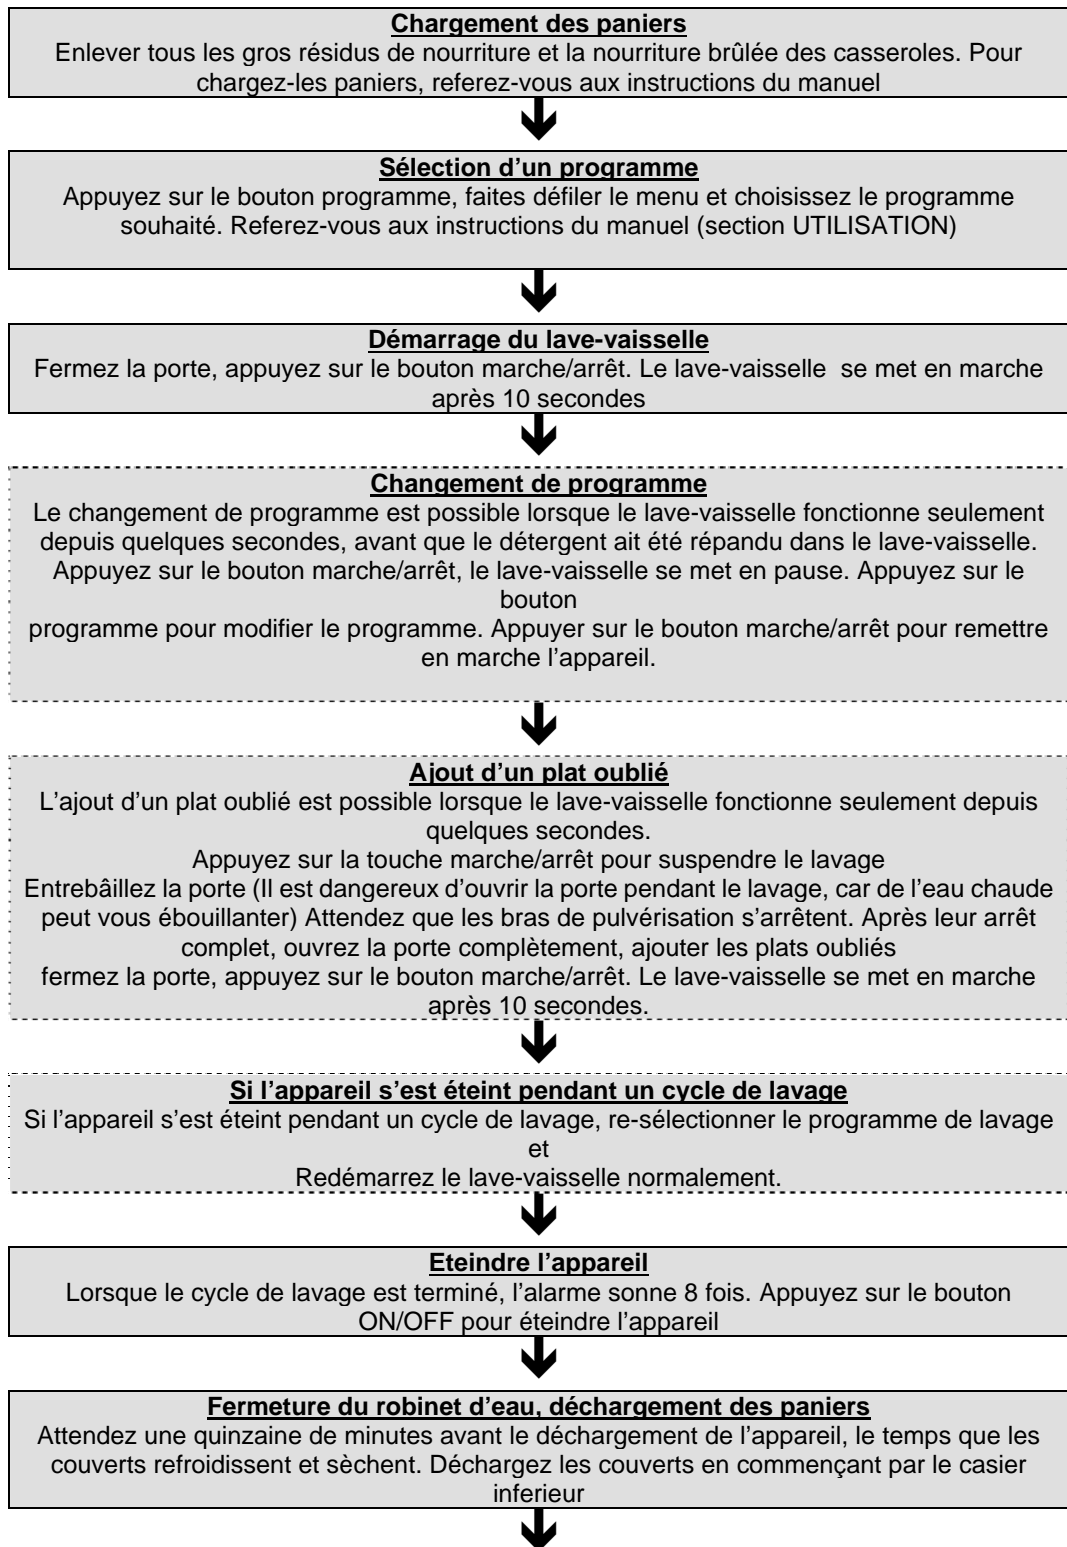 Chargement des paniers
Enlever tous les gros résidus de nourriture et la nourriture brûlée des casseroles. Pour
chargez-les paniers, referez-vous aux instructions du manuel
Sélection d'un programme
Appuyez sur le bouton programme, faites défiler le menu et choisissez le programme
souhaité. Referez-vous aux instructions du manuel (section UTILISATION)
Démarrage du lave-vaisselle
Fermez la porte, appuyez sur le bouton marche/arrêt. Le lave-vaisselle  se met en marche
après 10 secondes
Changement de programme
Le changement de programme est possible lorsque le lave-vaisselle fonctionne seulement
depuis quelques secondes, avant que le détergent ait été répandu dans le lave-vaisselle.
Appuyez sur le bouton marche/arrêt, le lave-vaisselle se met en pause. Appuyez sur le
bouton
programme pour modifier le programme. Appuyer sur le bouton marche/arrêt pour remettre
en marche l'appareil.
Ajout d'un plat oublié
L'ajout d'un plat oublié est possible lorsque le lave-vaisselle fonctionne seulement depuis
quelques secondes.
Appuyez sur la touche marche/arrêt pour suspendre le lavage
Entrebâillez la porte (Il est dangereux d'ouvrir la porte pendant le lavage, car de l'eau chaude
peut vous ébouillanter) Attendez que les bras de pulvérisation s'arrêtent. Après leur arrêt
complet, ouvrez la porte complètement, ajouter les plats oubliés
fermez la porte, appuyez sur le bouton marche/arrêt. Le lave-vaisselle se met en marche
après 10 secondes.
Si l'appareil s'est éteint pendant un cycle de lavage
Si l'appareil s'est éteint pendant un cycle de lavage, re-sélectionner le programme de lavage
et
Redémarrez le lave-vaisselle normalement.
Eteindre l'appareil
Lorsque le cycle de lavage est terminé, l'alarme sonne 8 fois. Appuyez sur le bouton
ON/OFF pour éteindre l'appareil
Fermeture du robinet d'eau, déchargement des paniers
Attendez une quinzaine de minutes avant le déchargement de l'appareil, le temps que les
couverts refroidissent et sèchent. Déchargez les couverts en commençant par le casier
inferieur